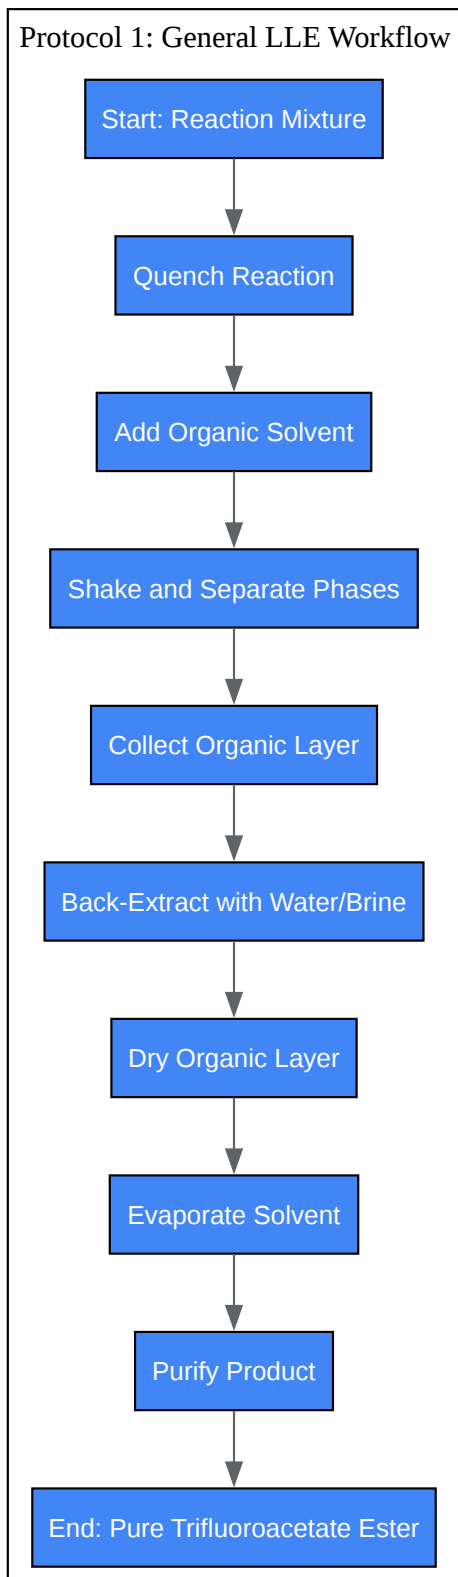 Protocol 1: General LLE Workflow
Start: Reaction Mixture
Quench Reaction
Add Organic Solvent
Shake and Separate Phases
Collect Organic Layer
Back-Extract with Water/Brine
Dry Organic Layer
Evaporate Solvent
Purify Product
End: Pure Trifluoroacetate Ester